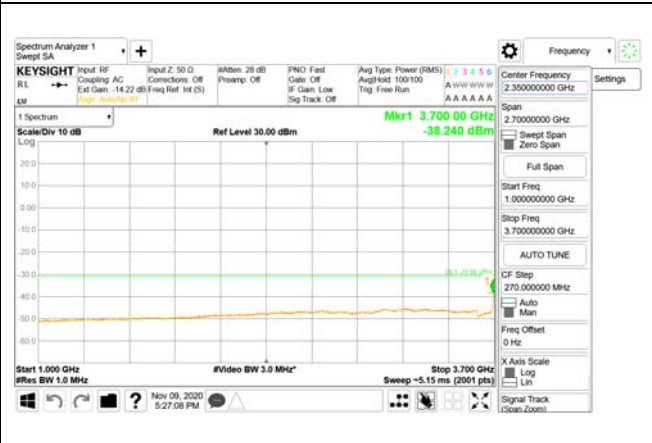 Spectrum Analyzer 1
Swept SA
+
Frequency
KEYSIGHT
RL
Input: RF
Coupling: AC
Ext Gain: -14.22 dB
Align: Auto/No RF
Input Z: 50 Ω
Corrections: Off
Freq Ref: Int (S)
#Atten: 28 dB
Preamp: Off
PNO: Fast
Gate: Off
IF Gain: Low
Sig Track: Off
Avg Type: Power (RMS)
Avg|Hold: 100/100
Trig: Free Run
1 2 3 4 5 6
A W W W W W
A A A A A A
1 Spectrum
Scale/Div 10 dB
Ref Level 30.00 dBm
Mkr1 3.700 00 GHz
-38.240 dBm
Log
20.0
10.0
0.00
-10.0
-20.0
-30.0
-40.0
-50.0
-60.0
1
Start 1.000 GHz
#Res BW 1.0 MHz
#Video BW 3.0 MHz*
Stop 3.700 GHz
Sweep ~5.15 ms (2001 pts)
Nov 09, 2020
5:27:08 PM
?
Center Frequency
2.350000000 GHz
Settings
Span
2.70000000 GHz
Swept Span
Zero Span
Full Span
Start Freq
1.000000000 GHz
Stop Freq
3.700000000 GHz
AUTO TUNE
CF Step
270.000000 MHz
Auto
Man
Freq Offset
0 Hz
X Axis Scale
Log
Lin
Signal Track
(Span Zoom)